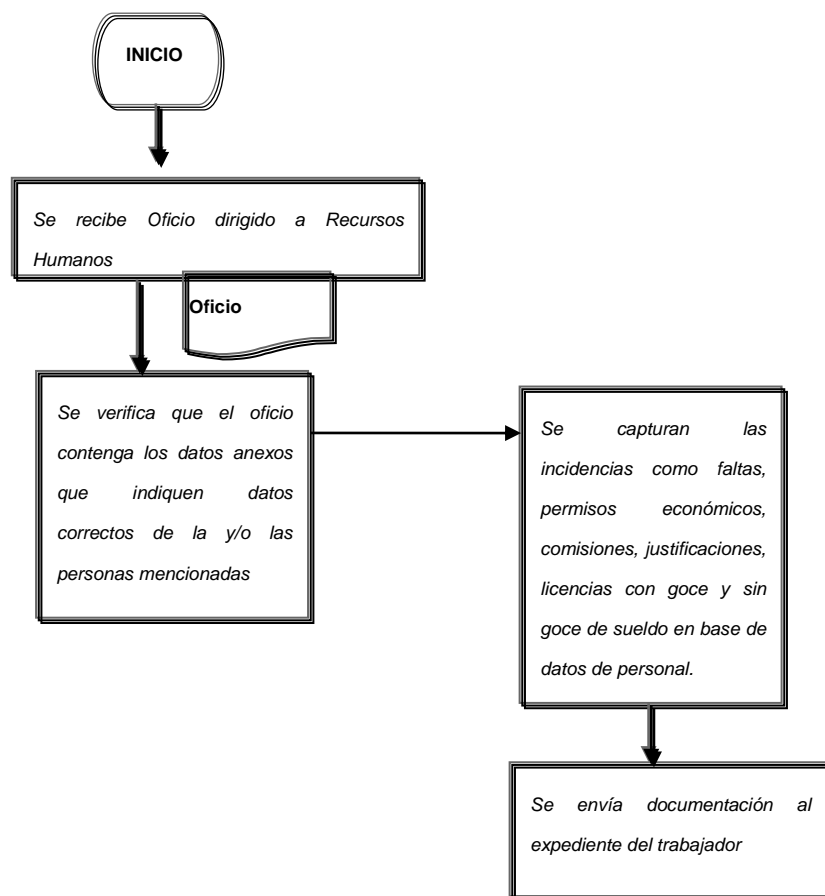 INICIO
Se recibe Oficio dirigido a Recursos
Humanos
Oficio
Se verifica que el oficio
contenga los datos anexos
que indiquen datos
correctos de la y/o las
personas mencionadas
Se capturan las
incidencias como faltas,
permisos económicos,
comisiones, justificaciones,
licencias con goce y sin
goce de sueldo en base de
datos de personal.
Se envía documentación al
expediente del trabajador